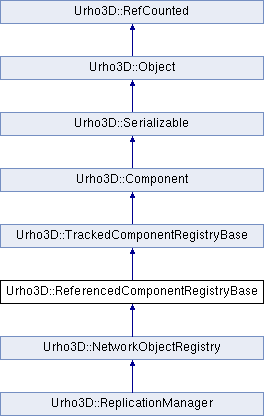 Urho3D::RefCounted
Urho3D::Object
Urho3D::Serializable
Urho3D::Component
Urho3D::TrackedComponentRegistryBase
Urho3D::ReferencedComponentRegistryBase
Urho3D::NetworkObjectRegistry
Urho3D::ReplicationManager